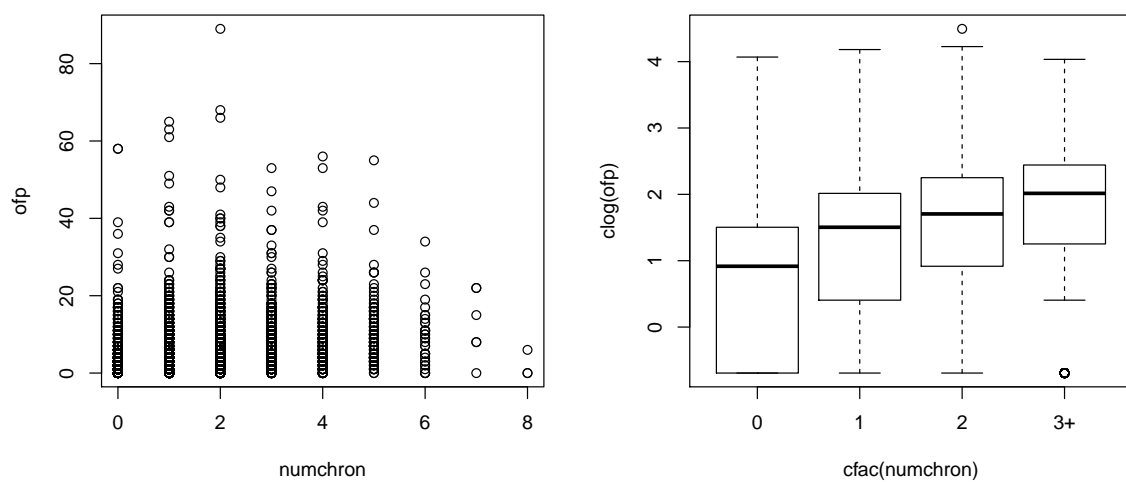 ofp
0 20 40 60 80
0 2 4 6 8
numchron
clog(ofp)
0 1 2 3 4
0 1 2 3+
cfac(numchron)